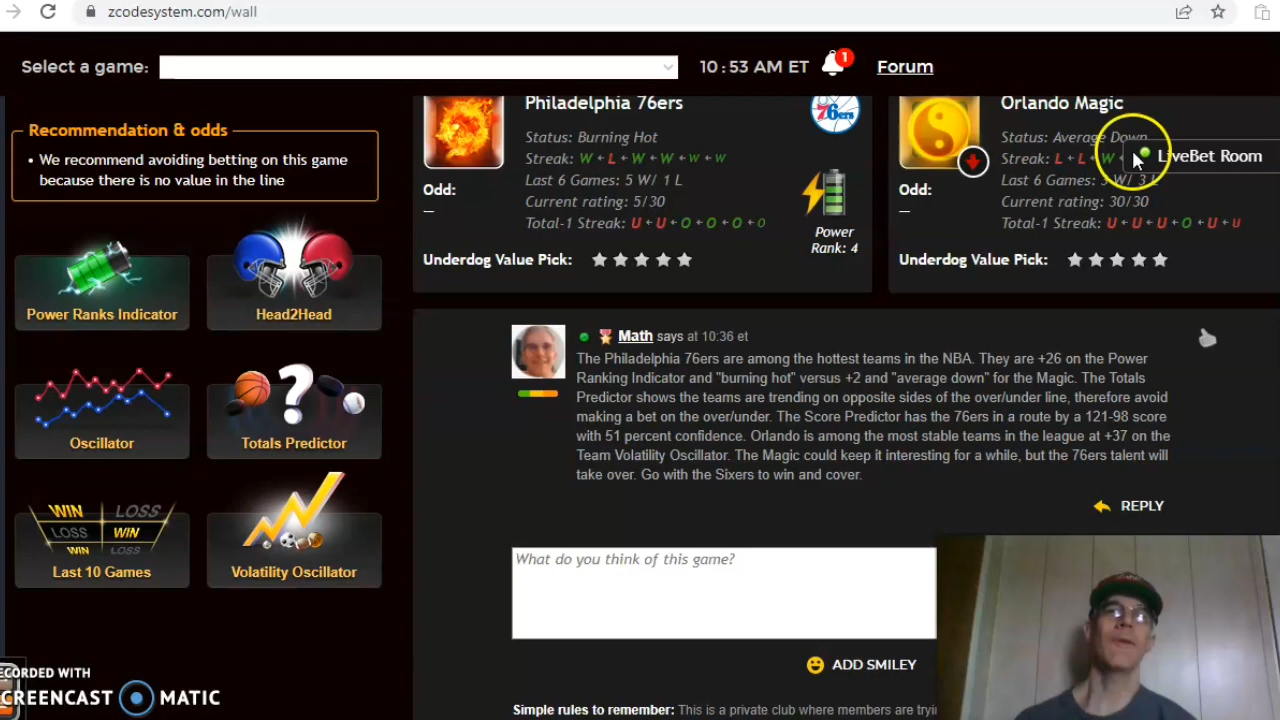 zcodesystem.com/wall
Select a game:
10:53 AM ET
1
Forum
Recommendation & odds
• We recommend avoiding betting on this game
because there is no value in the line
Power Ranks Indicator
Head2Head
Oscillator
Totals Predictor
WIN LOSS
LOSS WIN
WIN LOSS
Last 10 Games
Volatility Oscillator
Philadelphia 76ers
76ers
Status: Burning Hot
Streak: W L W W W W
Last 6 Games: 5 W/ 1 L
Odd:
—
Current rating: 5/30
Total-1 Streak: U U O O O O
Power
Rank: 4
Underdog Value Pick:
Orlando Magic
Status: Average Down
Streak: L L W
LiveBet Room
Last 6 Games: 3 W/ 3 L
Odd:
—
Current rating: 30/30
Total-1 Streak: U U U O U U
Underdog Value Pick:
Math says at 10:36 et
The Philadelphia 76ers are among the hottest teams in the NBA. They are +26 on the Power
Ranking Indicator and "burning hot" versus +2 and "average down" for the Magic. The Totals
Predictor shows the teams are trending on opposite sides of the over/under line, therefore avoid
making a bet on the over/under. The Score Predictor has the 76ers in a route by a 121-98 score
with 51 percent confidence. Orlando is among the most stable teams in the league at +37 on the
Team Volatility Oscillator. The Magic could keep it interesting for a while, but the 76ers talent will
take over. Go with the Sixers to win and cover.
REPLY
What do you think of this game?
ADD SMILEY
Simple rules to remember: This is a private club where members are tryi
ECORDED WITH
CREENCAST MATIC